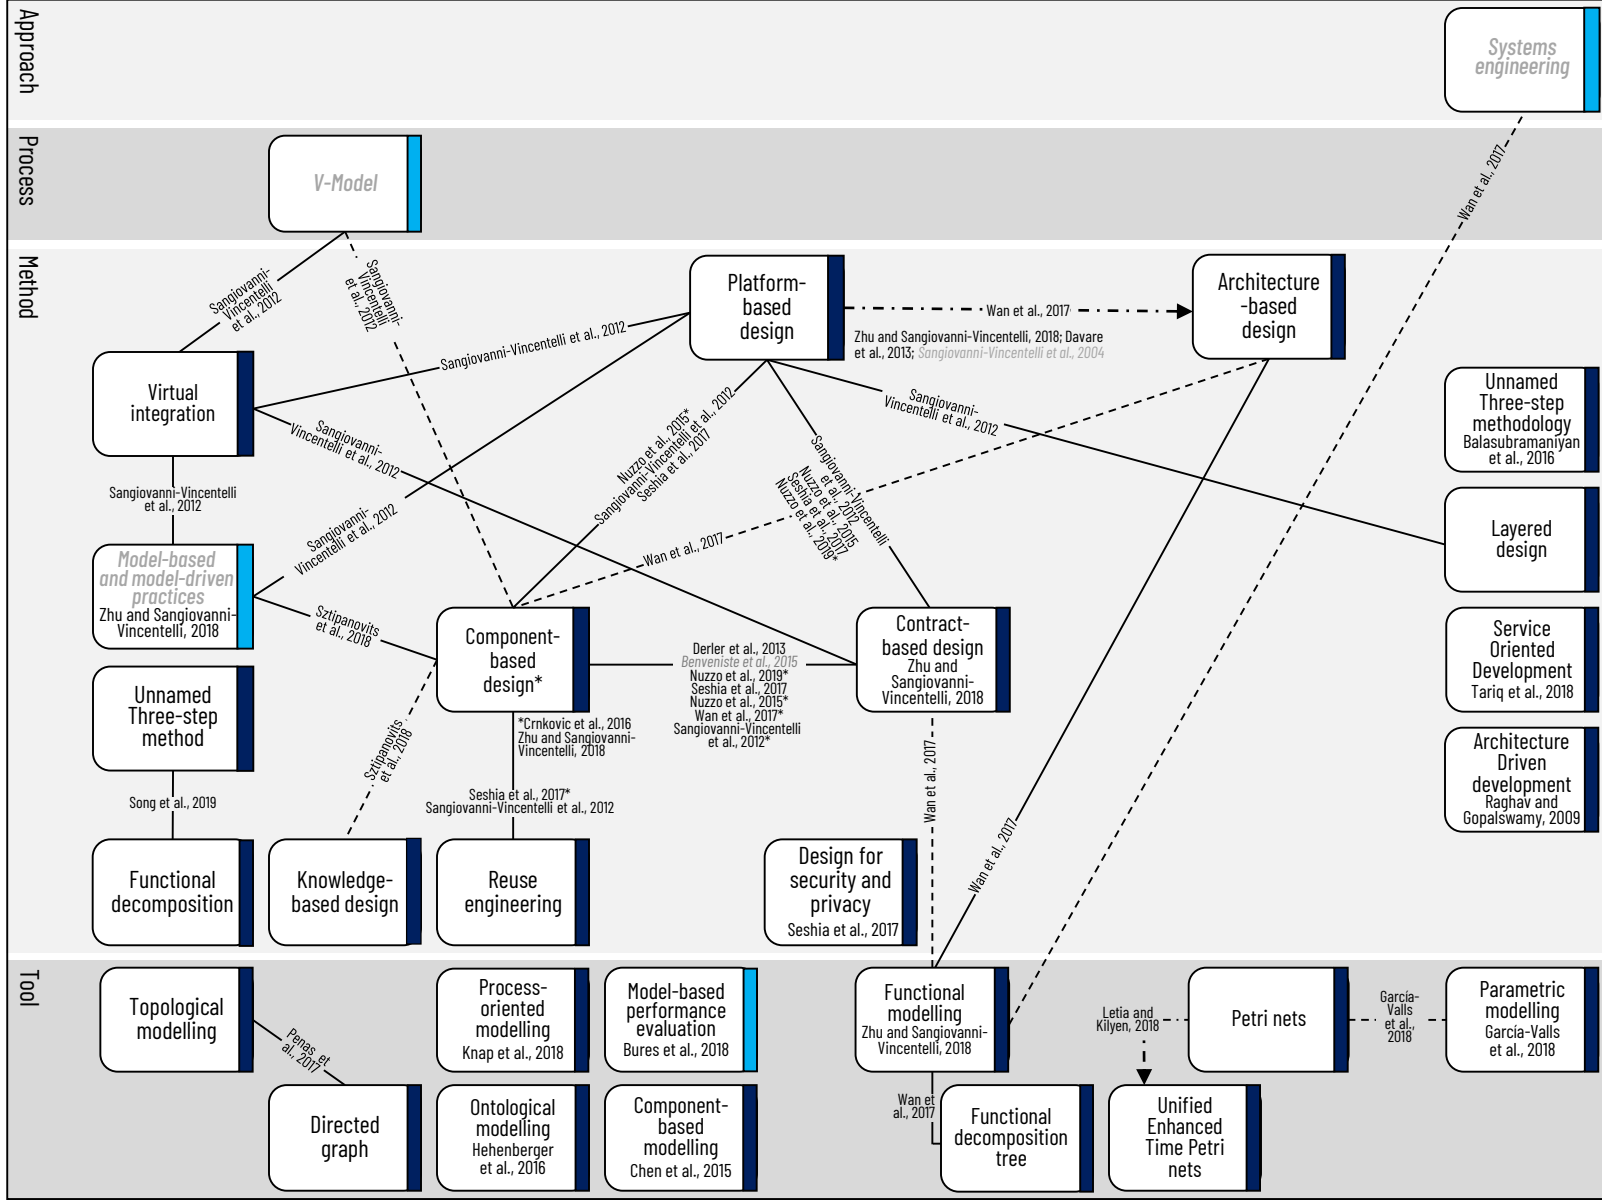 Approach
Systems
engineering
Process
V-Model
Wan et al., 2017
Method
Sangiovanni-
Vincentelli
et al., 2012
Sangiovanni-
Vincentelli
et al., 2012
Platform-
based
design
Wan et al., 2017
Architecture
-based
design
Zhu and Sangiovanni-Vincentelli, 2018; Davare
et al., 2013; Sangiovanni-Vincentelli et al., 2004
Sangiovanni-Vincentelli et al., 2012
Virtual
integration
Unnamed
Three-step
methodology
Balasubramaniyan
et al., 2016
Sangiovanni-
Vincentelli et al., 2012
Sangiovanni-
Vincentelli et al., 2012
Nuzzo et al., 2015*
Sangiovanni-Vincentelli et al., 2012
Seshia et al., 2017
Sangiovanni-Vincentelli
et al., 2012
Nuzzo et al., 2015
Seshia et al., 2017
Nuzzo et al., 2019*
Sangiovanni-Vincentelli
et al., 2012
Sangiovanni-
Vincentelli et al., 2012
Wan et al., 2017
Layered
design
Model-based
and model-driven
practices
Zhu and Sangiovanni-
Vincentelli, 2018
Sztipanovits
et al., 2018
Component-
based
design*
Derler et al., 2013
Benveniste et al., 2015
Nuzzo et al., 2019*
Seshia et al., 2017
Nuzzo et al., 2015*
Wan et al., 2017*
Sangiovanni-Vincentelli
et al., 2012*
Contract-
based design
Zhu and
Sangiovanni-
Vincentelli, 2018
Service
Oriented
Development
Tariq et al., 2018
Unnamed
Three-step
method
*Crnkovic et al., 2016
Zhu and Sangiovanni-
Vincentelli, 2018
Sztipanovits
et al., 2018
Wan et al., 2017
Architecture
Driven
development
Raghav and
Gopalswamy, 2009
Song et al., 2019
Seshia et al., 2017*
Sangiovanni-Vincentelli et al., 2012
Wan et al., 2017
Functional
decomposition
Knowledge-
based design
Reuse
engineering
Design for
security and
privacy
Seshia et al., 2017
Tool
Topological
modelling
Penas, et
al., 2017
Process-
oriented
modelling
Knap et al., 2018
Model-based
performance
evaluation
Bures et al., 2018
Functional
modelling
Zhu and Sangiovanni-
Vincentelli, 2018
Letia and
Kilyen, 2018
Petri nets
García-
Valls
et al.,
2018
Parametric
modelling
García-Valls
et al., 2018
Directed
graph
Ontological
modelling
Hehenberger
et al., 2016
Component-
based
modelling
Chen et al., 2015
Wan et
al., 2017
Functional
decomposition
tree
Unified
Enhanced
Time Petri
nets